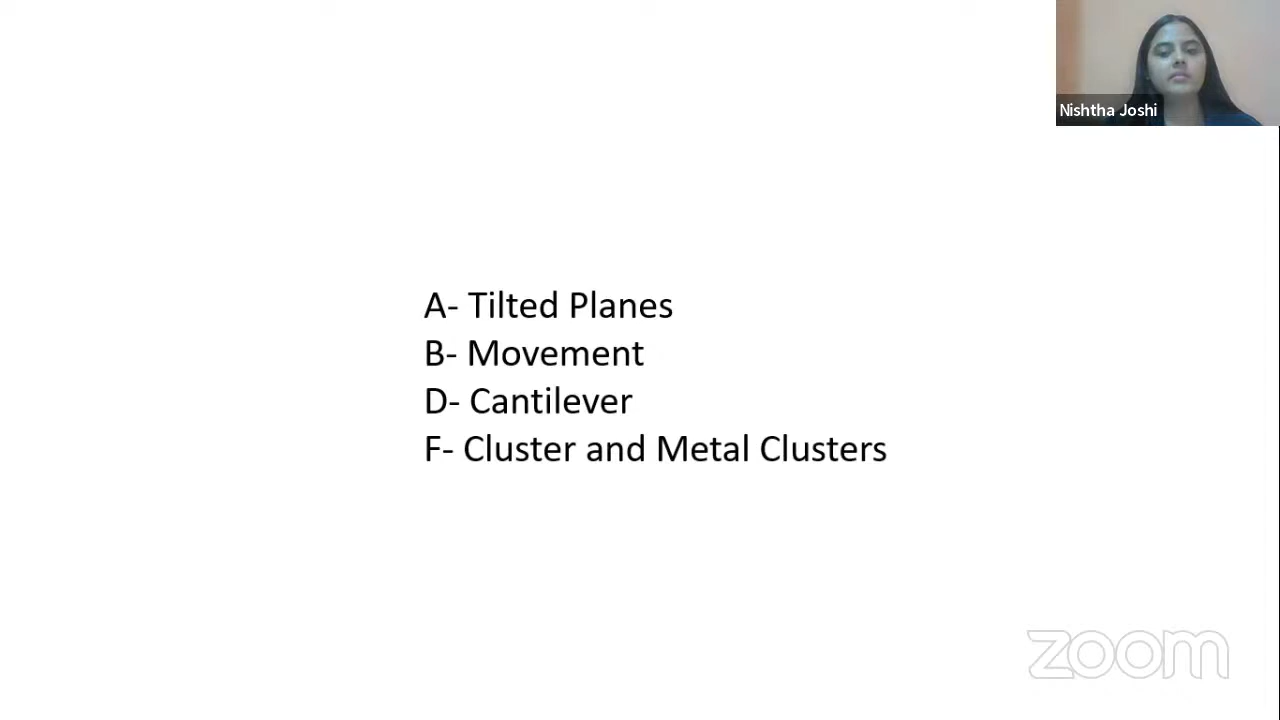 Nishtha Joshi
A- Tilted Planes
B- Movement
D- Cantilever
F- Cluster and Metal Clusters
zoom